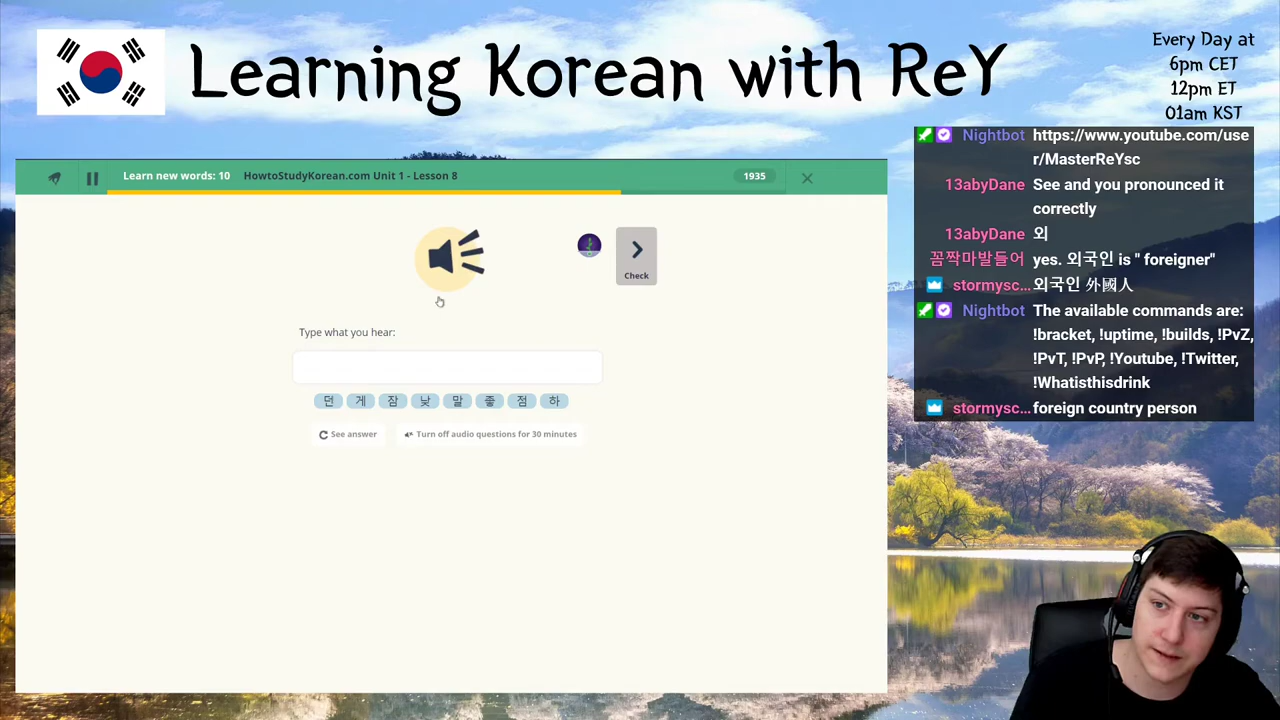 Learning Korean with ReY
Every Day at
6pm CET
12pm ET
01am KST
Learn new words: 10 HowtoStudyKorean.com Unit 1 - Lesson 8 1935
Check
Type what you hear:
던 게 잠 낮 말 좋 점 하
See answer Turn off audio questions for 30 minutes
Nightbot https://www.youtube.com/use
r/MasterReYsc
13abyDane See and you pronounced it
correctly
13abyDane 외
꼼짝마발들어 yes. 외국인 is " foreigner"
stormysc... 외국인 外國人
Nightbot The available commands are:
!bracket, !uptime, !builds, !PvZ,
!PvT, !PvP, !Youtube, !Twitter,
!Whatisthisdrink
stormysc... foreign country person